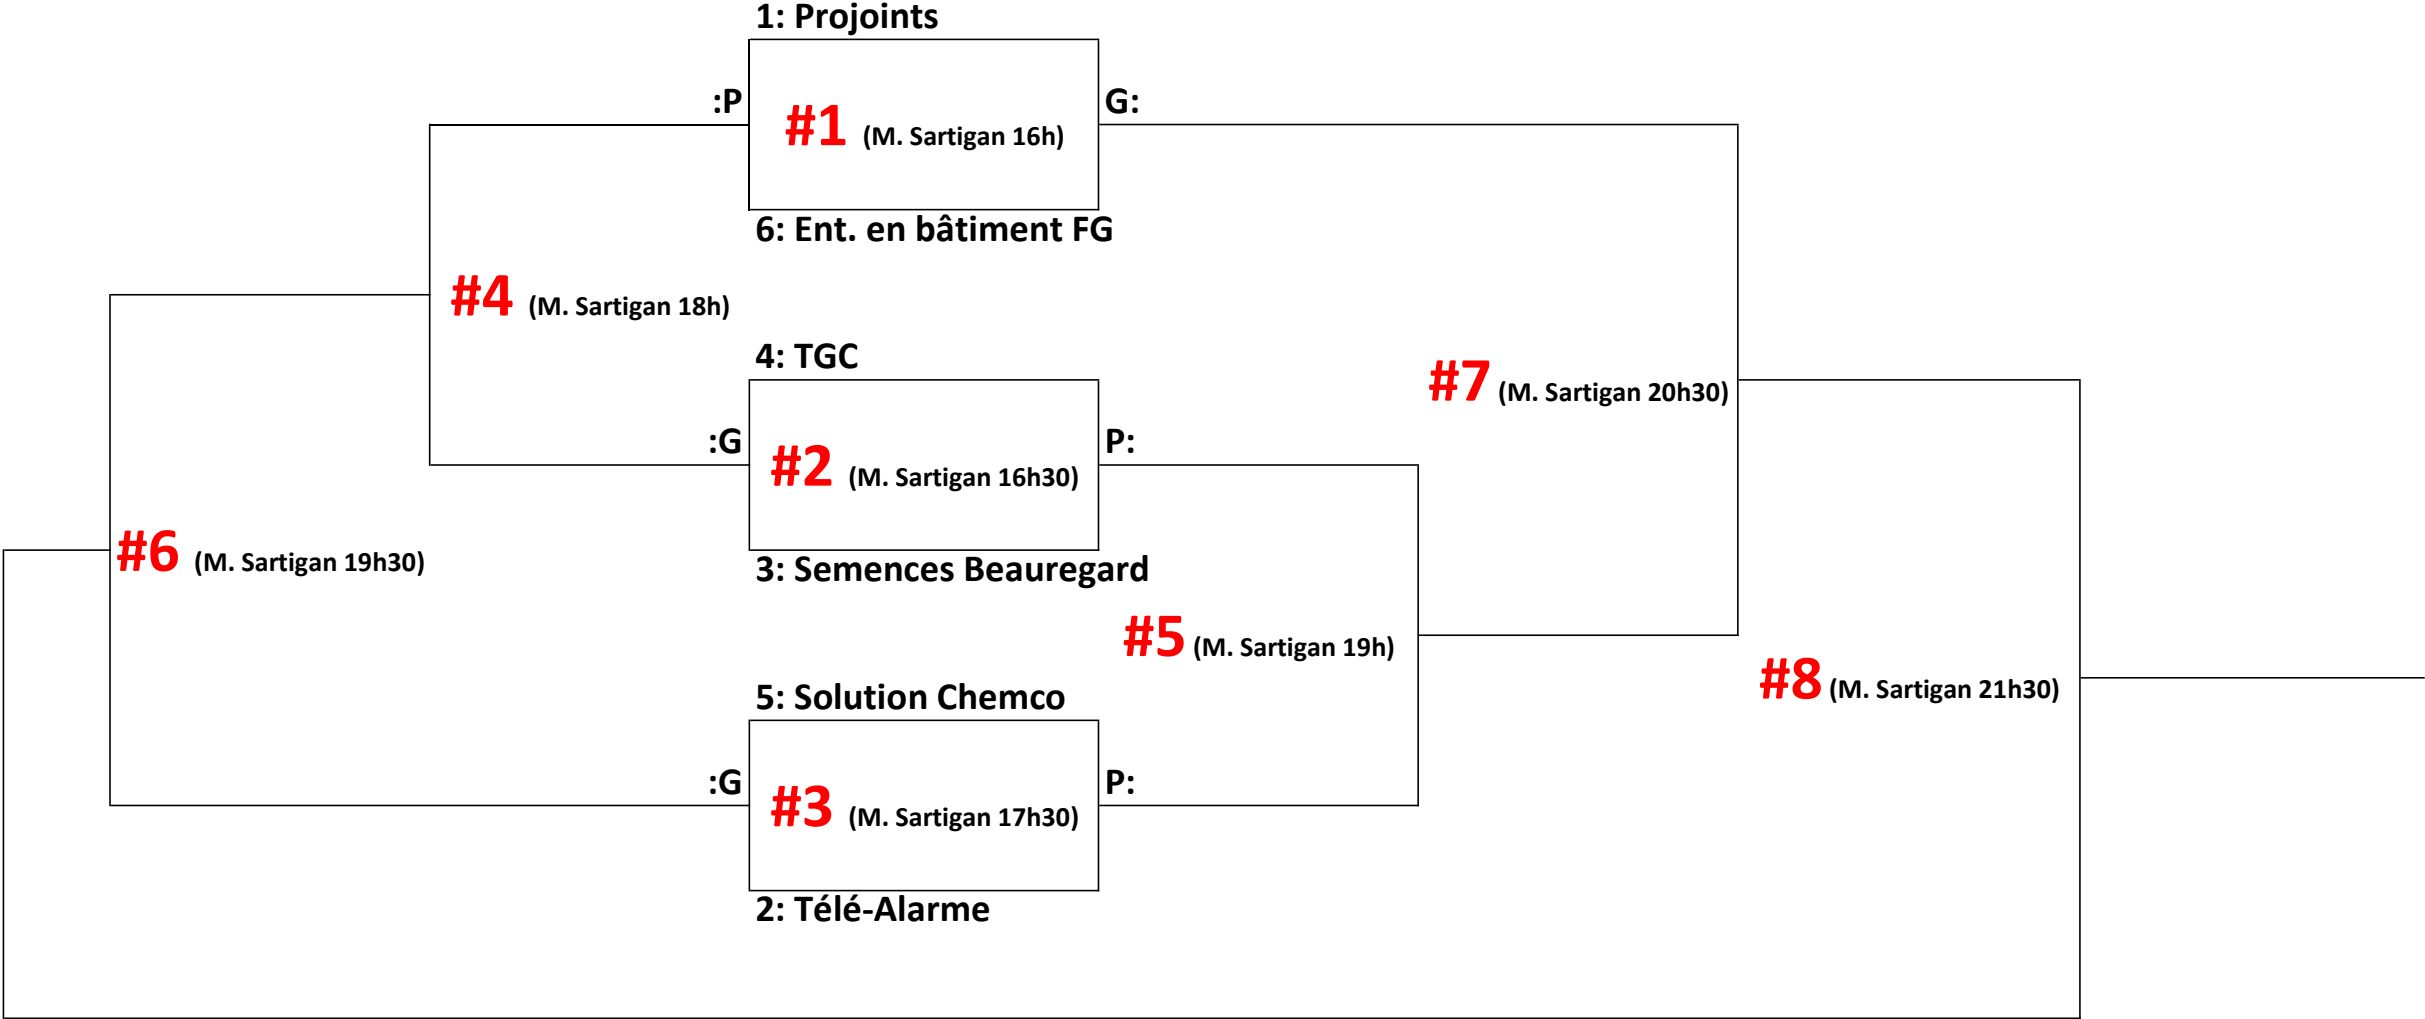 1: Projoints
:P
G:
#1 (M. Sartigan 16h)
6: Ent. en bâtiment FG
#4 (M. Sartigan 18h)
4: TGC
#7 (M. Sartigan 20h30)
:G
P:
#2 (M. Sartigan 16h30)
#6 (M. Sartigan 19h30)
3: Semences Beauregard
#5 (M. Sartigan 19h)
#8 (M. Sartigan 21h30)
5: Solution Chemco
:G
P:
#3 (M. Sartigan 17h30)
2: Télé-Alarme